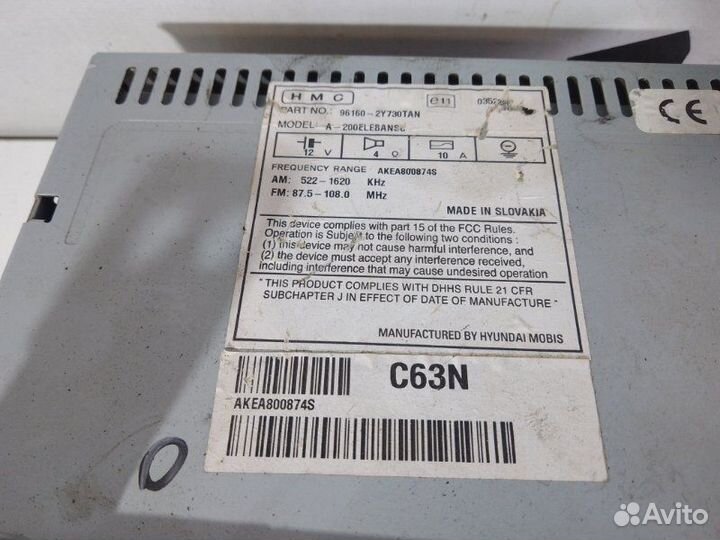 HMC
e11
PART NO.: 96160-2Y730TAN
MODEL: A-200ELEBANSG
12 V
4 Ω
10 A
FREQUENCY RANGE AKEA800874S
AM: 522-1620 KHz
FM: 87.5-108.0 MHz
MADE IN SLOVAKIA
This device complies with part 15 of the FCC Rules.
Operation is Subject to the following two conditions :
(1) this device may not cause harmful interference, and
(2) the device must accept any interference received,
including interference that may cause undesired operation
" THIS PRODUCT COMPLIES WITH DHHS RULE 21 CFR
SUBCHAPTER J IN EFFECT OF DATE OF MANUFACTURE "
MANUFACTURED BY HYUNDAI MOBIS
C63N
AKEA800874S
CE
Avito